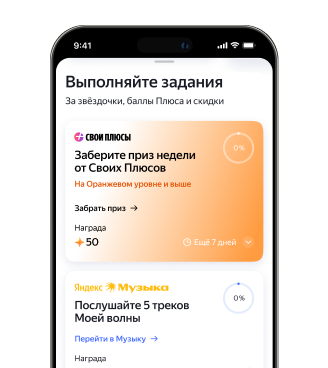 9:41
Выполняйте задания
За звёздочки, баллы Плюса и скидки
СВОИ ПЛЮСЫ
0%
Заберите приз недели
от Своих Плюсов
На Оранжевом уровне и выше
Забрать приз →
Награда
50
Ещё 7 дней
Яндекс Музыка
0%
Послушайте 5 треков
Моей волны
Перейти в Музыку →
Награда